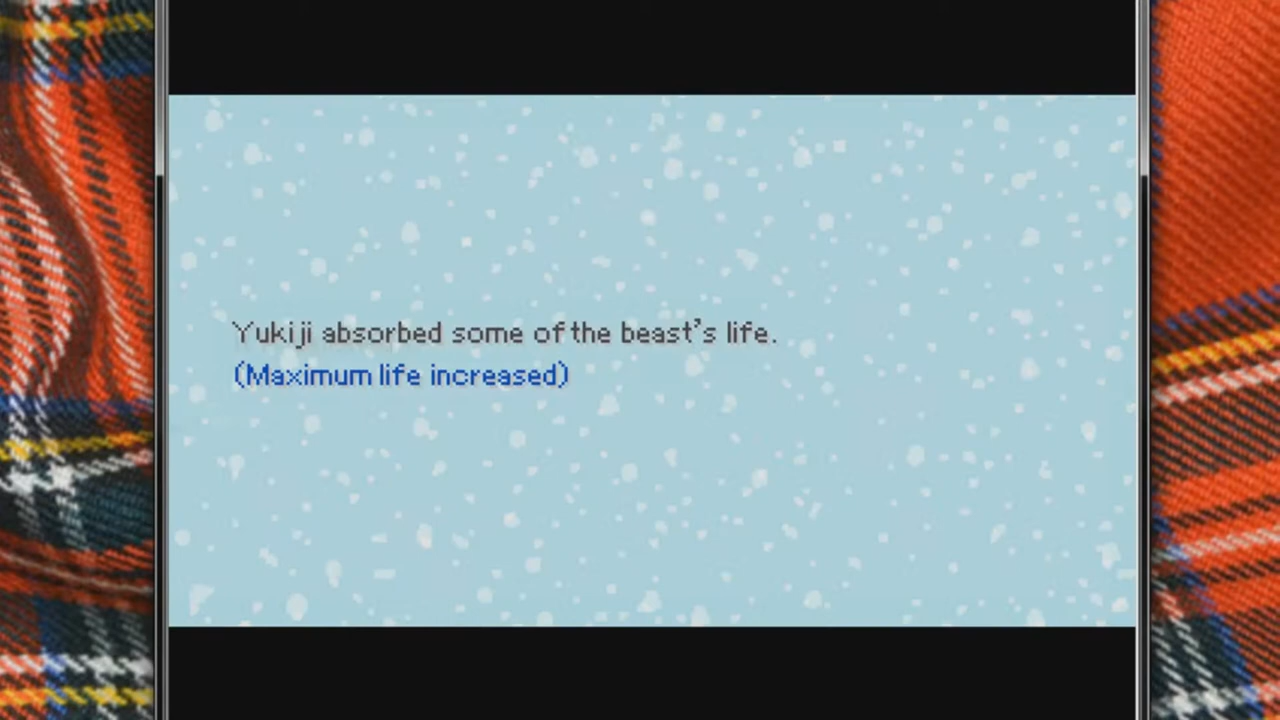 Yukiji absorbed some of the beast's life.
(Maximum life increased)